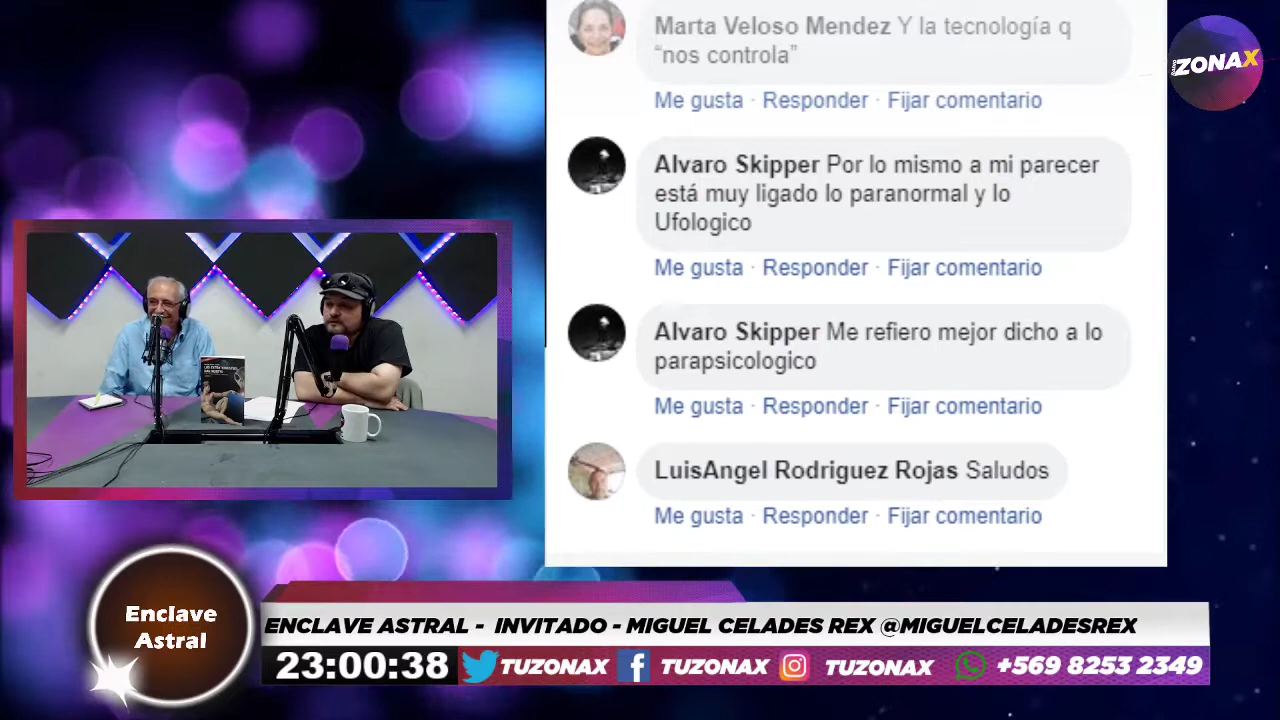 Marta Veloso Mendez Y la tecnología q
“nos controla”
Me gusta · Responder · Fijar comentario
Alvaro Skipper Por lo mismo a mi parecer
está muy ligado lo paranormal y lo
Ufologico
Me gusta · Responder · Fijar comentario
Alvaro Skipper Me refiero mejor dicho a lo
parapsicologico
Me gusta · Responder · Fijar comentario
LuisAngel Rodriguez Rojas Saludos
Me gusta · Responder · Fijar comentario
ZONAX
Enclave
Astral
ENCLAVE ASTRAL - INVITADO - MIGUEL CELADES REX @MIGUELCELADESREX
23:00:38 TUZONAX TUZONAX TUZONAX +569 8253 2349